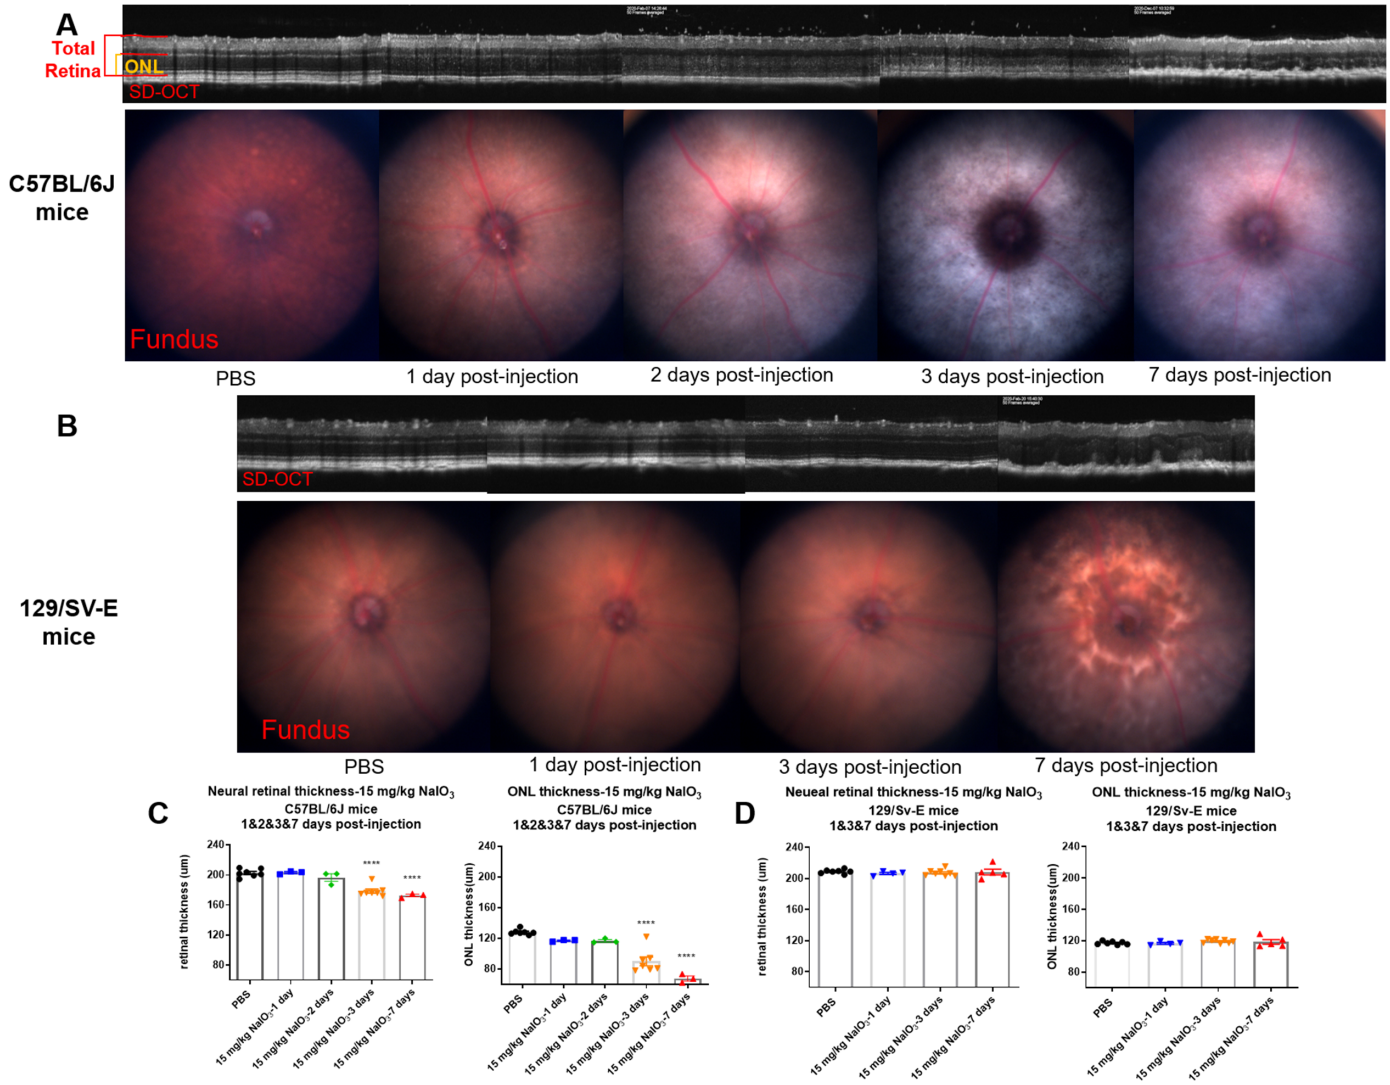 A
Total
Retina
ONL
SD-OCT
50 Frames averaged
50 Frames averaged
C57BL/6J
mice
Fundus
PBS
1 day post-injection
2 days post-injection
3 days post-injection
7 days post-injection
B
SD-OCT
50 Frames averaged
129/SV-E
mice
Fundus
PBS
1 day post-injection
3 days post-injection
7 days post-injection
C
Neural retinal thickness-15 mg/kg NaIO3
C57BL/6J mice
1&2&3&7 days post-injection
retinal thickness (um)
240
200
160
120
80
****
****
PBS
15 mg/kg NaIO3-1 day
15 mg/kg NaIO3-2 days
15 mg/kg NaIO3-3 days
15 mg/kg NaIO3-7 days
ONL thickness-15 mg/kg NaIO3
C57BL/6J mice
1&2&3&7 days post-injection
ONL thickness(um)
240
200
160
120
80
****
****
PBS
15 mg/kg NaIO3-1 day
15 mg/kg NaIO3-2 days
15 mg/kg NaIO3-3 days
15 mg/kg NaIO3-7 days
D
Neueal retinal thickness-15 mg/kg NaIO3
129/Sv-E mice
1&3&7 days post-injection
retinal thickness (um)
240
200
160
120
80
PBS
15 mg/kg NaIO3-1 day
15 mg/kg NaIO3-3 days
15 mg/kg NaIO3-7 days
ONL thickness-15 mg/kg NaIO3
129/Sv-E mice
1&3&7 days post-injection
ONL thickness(um)
240
200
160
120
80
PBS
15 mg/kg NaIO3-1 day
15 mg/kg NaIO3-3 days
15 mg/kg NaIO3-7 days